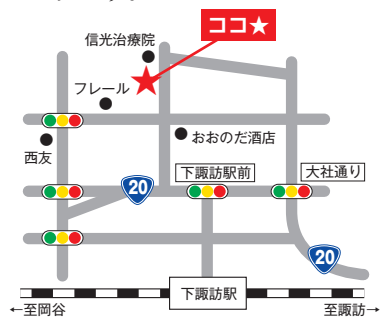 ココ★
信光治療院
フレール
おおのだ酒店
西友
下諏訪駅前
大社通り
20
20
下諏訪駅
←至岡谷
至諏訪→